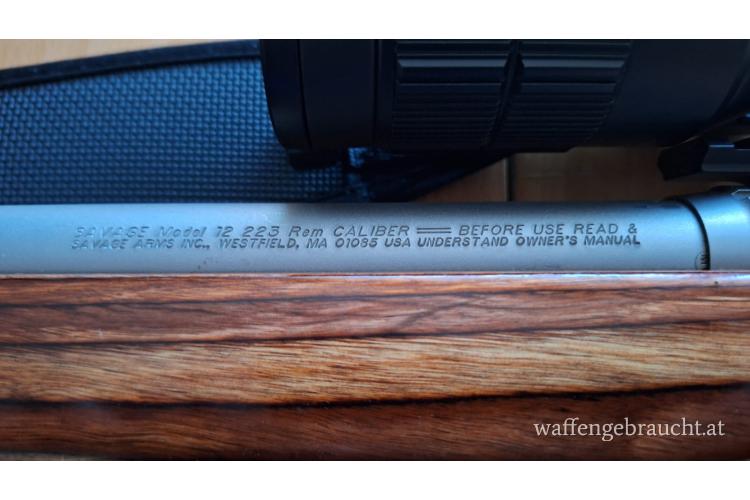 SAVAGE Model 12 223 Rem CALIBER ═══ BEFORE USE READ &
SAVAGE ARMS INC., WESTFIELD, MA 01085 USA UNDERSTAND OWNER'S MANUAL
waffengebraucht.at